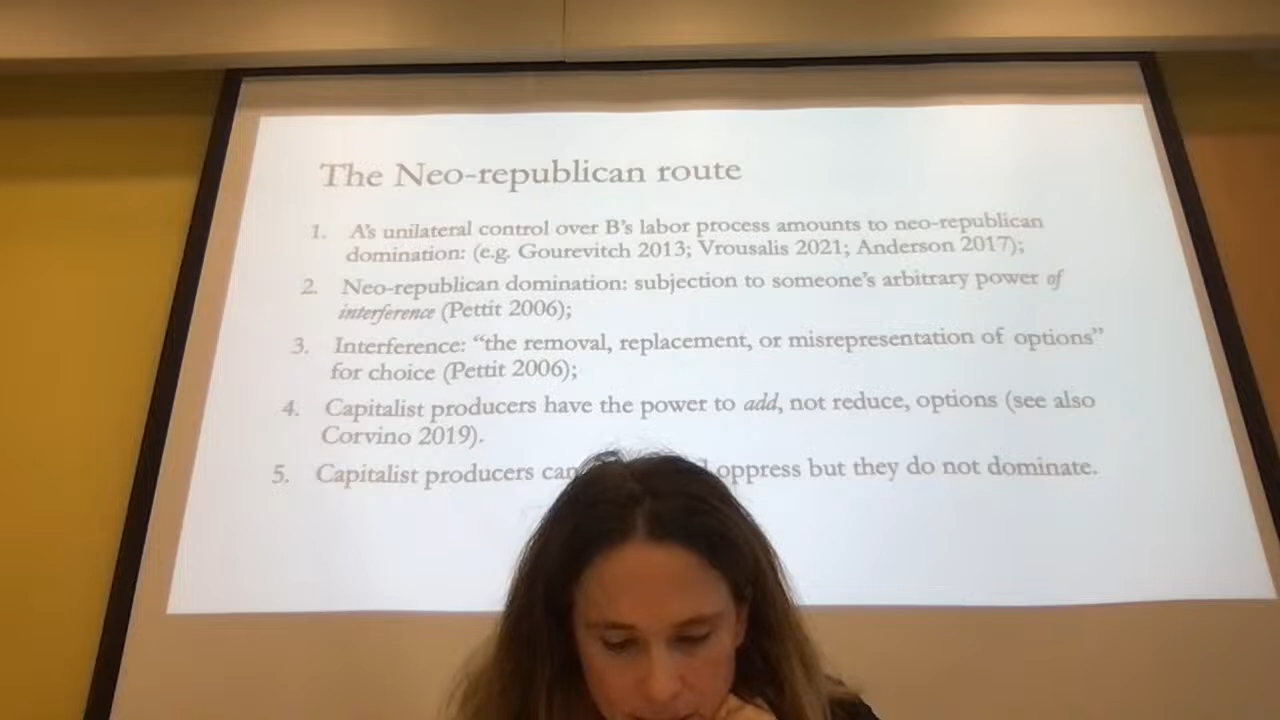 The Neo-republican route
1. A's unilateral control over B's labor process amounts to neo-republican
domination: (e.g. Gourevitch 2013; Vrousalis 2021; Anderson 2017);
2. Neo-republican domination: subjection to someone's arbitrary power of
interference (Pettit 2006);
3. Interference: “the removal, replacement, or misrepresentation of options”
for choice (Pettit 2006);
4. Capitalist producers have the power to add, not reduce, options (see also
Corvino 2019).
5. Capitalist producers can oppress but they do not dominate.